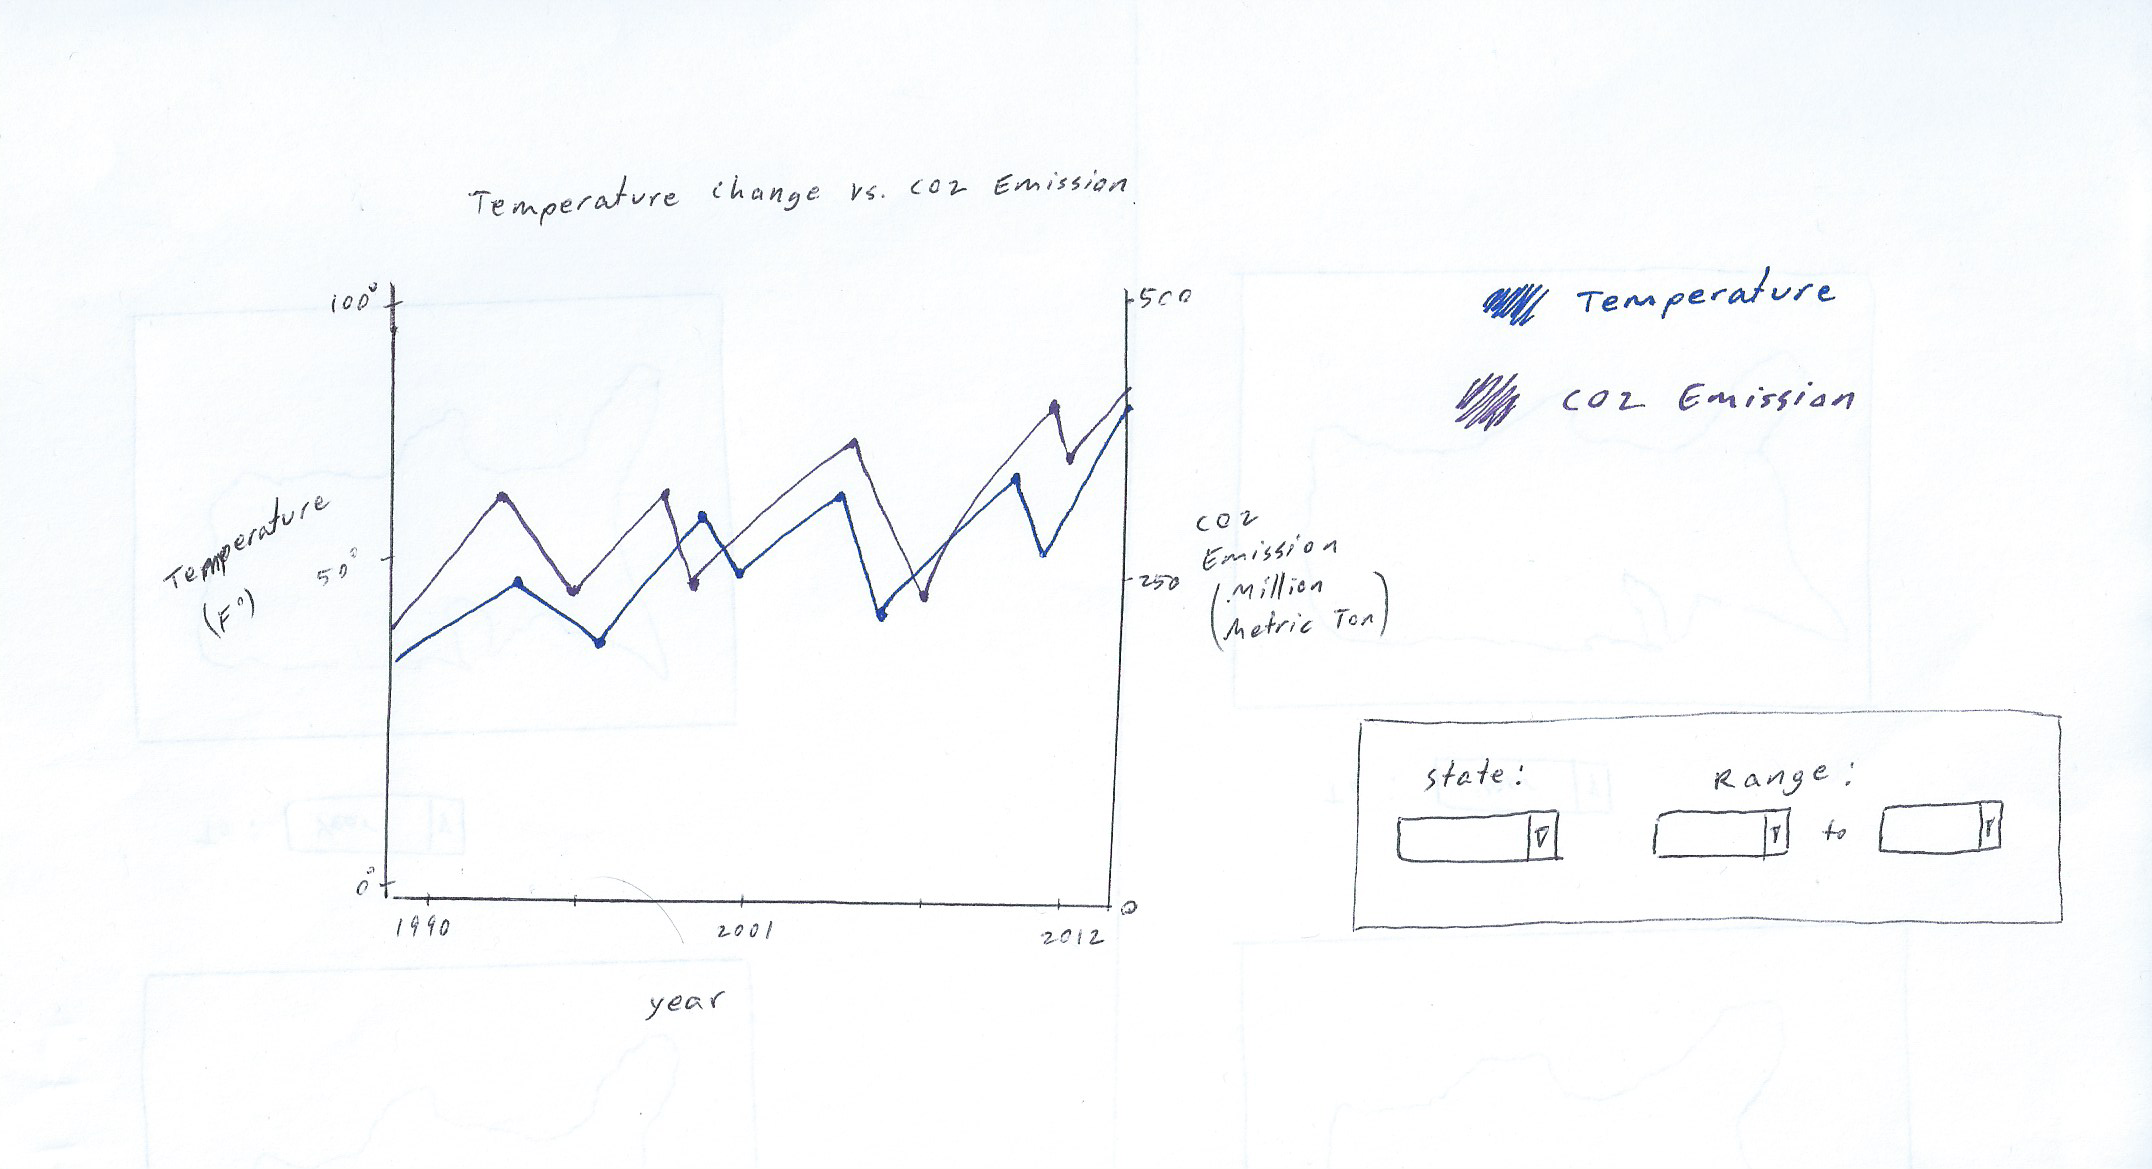 Temperature change vs. CO2 Emission
100°
500
Temperature
CO2 Emission
Temperature
(F°)
50°
CO2
Emission
(Million
Metric Ton)
250
State:
Range:
to
0°
0
1990
2001
2012
year